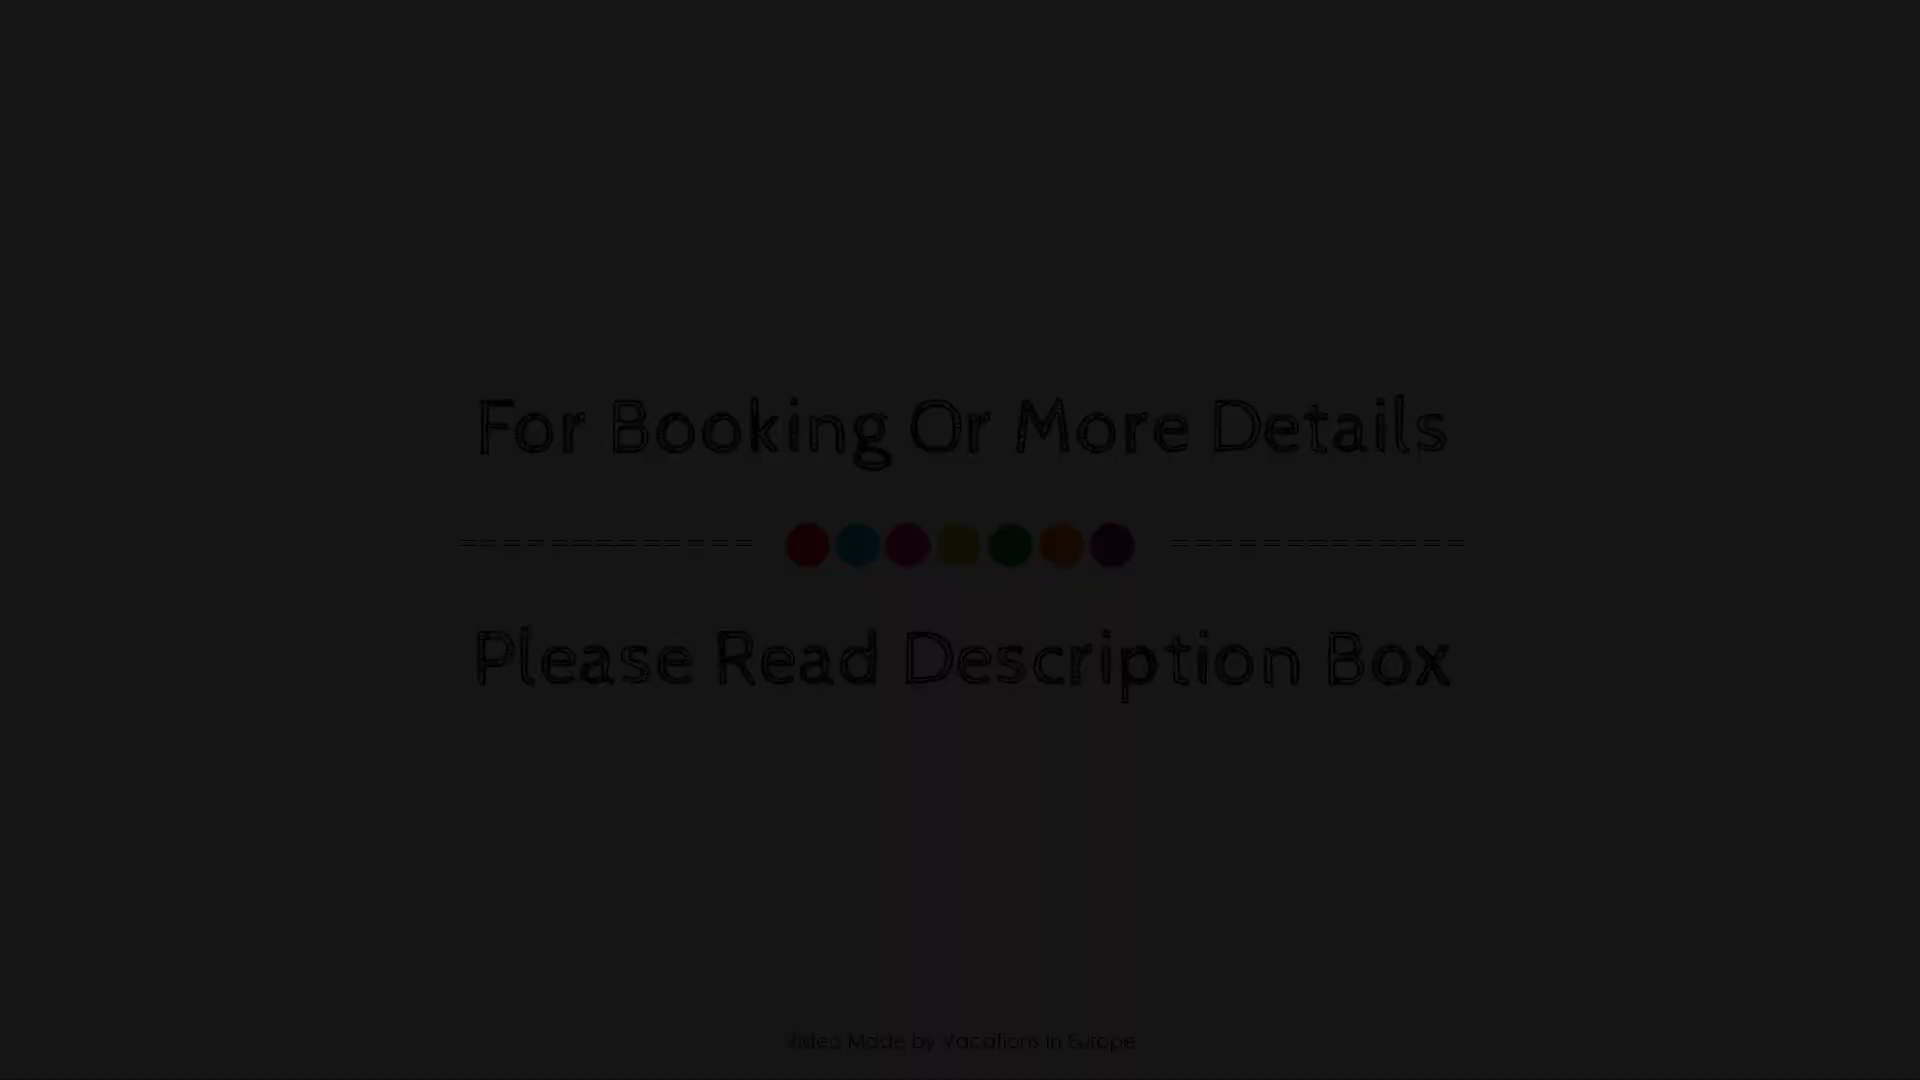 For Booking Or More Details
Please Read Description Box
Video Made by Vacations In Europe